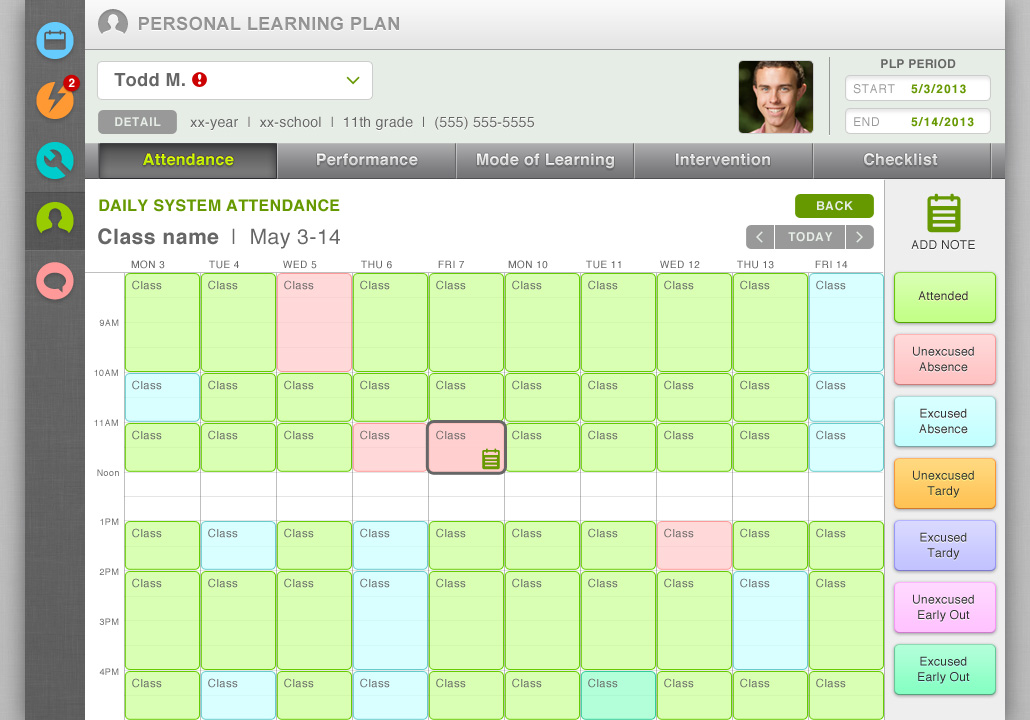 PERSONAL LEARNING PLAN
2
Todd M.
PLP PERIOD
START 5/3/2013
END 5/14/2013
DETAIL xx-year | xx-school | 11th grade | (555) 555-5555
Attendance Performance Mode of Learning Intervention Checklist
DAILY SYSTEM ATTENDANCE
BACK
Class name | May 3-14
TODAY
ADD NOTE
MON 3 TUE 4 WED 5 THU 6 FRI 7 MON 10 TUE 11 WED 12 THU 13 FRI 14
Class Class Class Class Class Class Class Class Class Class
9AM
10AM
Class Class Class Class Class Class Class Class Class Class
11AM
Class Class Class Class Class Class Class Class Class Class
Noon
1PM
Class Class Class Class Class Class Class Class Class Class
2PM
Class Class Class Class Class Class Class Class Class Class
3PM
4PM
Class Class Class Class Class Class Class Class Class Class
Attended
Unexcused
Absence
Excused
Absence
Unexcused
Tardy
Excused
Tardy
Unexcused
Early Out
Excused
Early Out